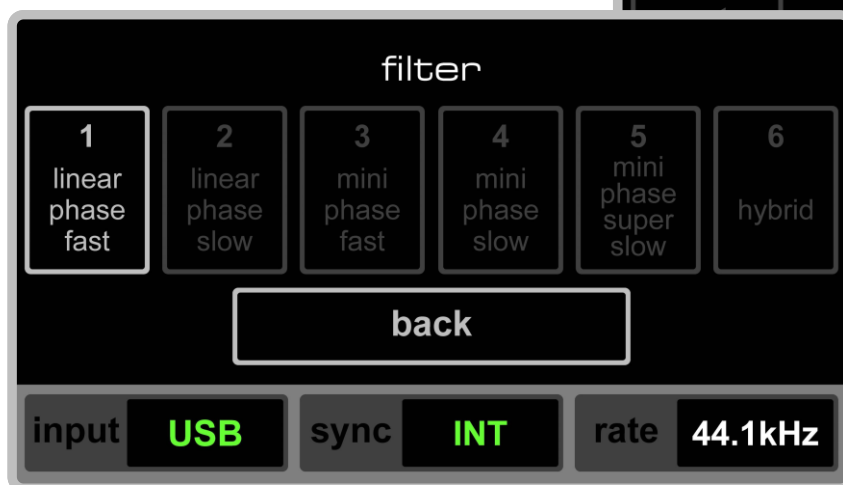 filter
1
linear
phase
fast
2
linear
phase
slow
3
mini
phase
fast
4
mini
phase
slow
5
mini
phase
super
slow
6
hybrid
back
input USB sync INT rate 44.1kHz